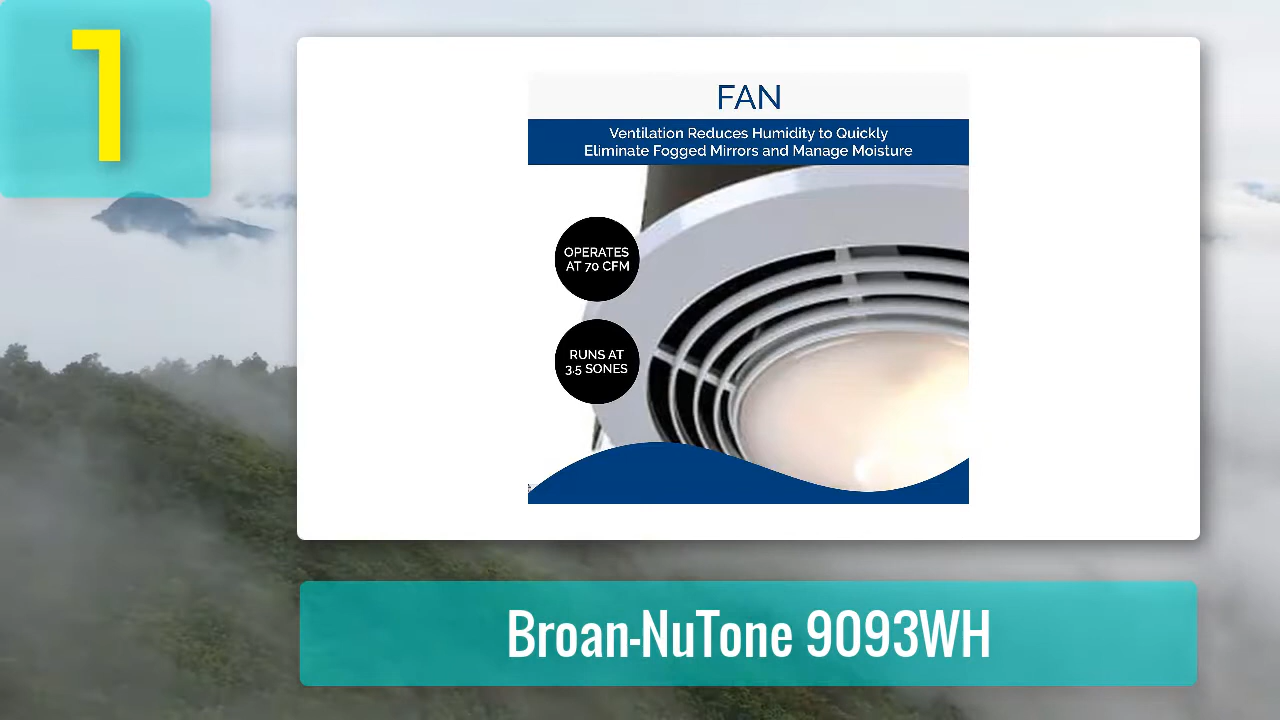 1
FAN
Ventilation Reduces Humidity to Quickly
Eliminate Fogged Mirrors and Manage Moisture
OPERATES
AT 70 CFM
RUNS AT
3.5 SONES
Broan-NuTone 9093WH